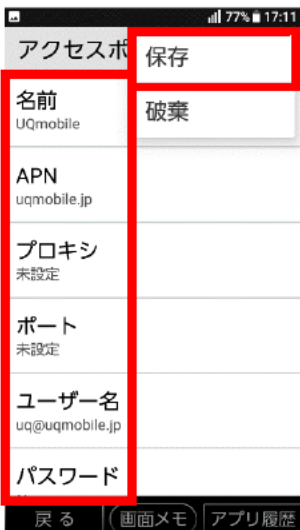 77% 17:11
アクセスポ
保存
破棄
名前
UQmobile
APN
uqmobile.jp
プロキシ
未設定
ポート
未設定
ユーザー名
uq@uqmobile.jp
パスワード
戻る
画面メモ
アプリ履歴